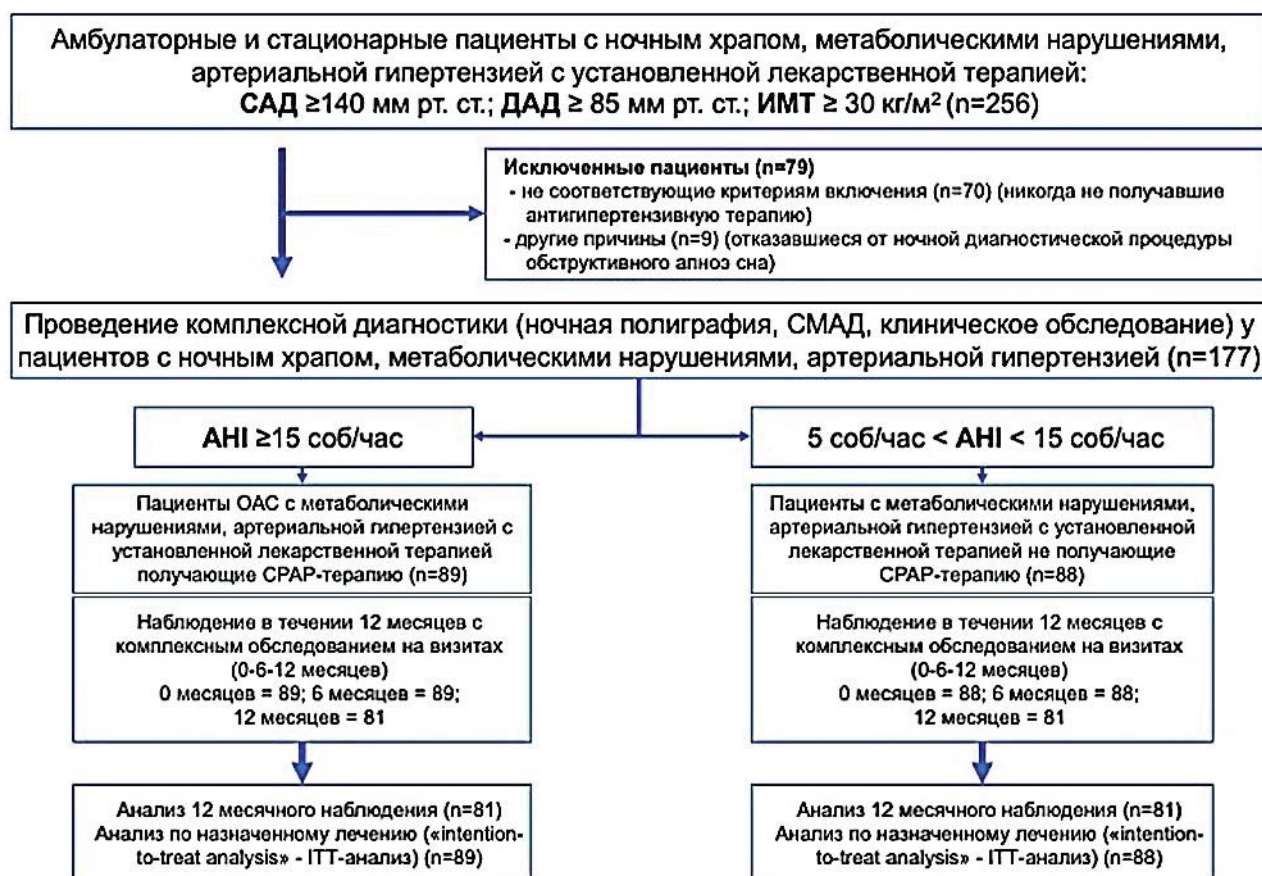 Амбулаторные и стационарные пациенты с ночным храпом, метаболическими нарушениями,
артериальной гипертензией с установленной лекарственной терапией:
САД ≥140 мм рт. ст.; ДАД ≥ 85 мм рт. ст.; ИМТ ≥ 30 кг/м² (n=256)
Исключенные пациенты (n=79)
- не соответствующие критериям включения (n=70) (никогда не получавшие
антигипертензивную терапию)
- другие причины (n=9) (отказавшиеся от ночной диагностической процедуры
обструктивного апноэ сна)
Проведение комплексной диагностики (ночная полиграфия, СМАД, клиническое обследование) у
пациентов с ночным храпом, метаболическими нарушениями, артериальной гипертензией (n=177)
AHI ≥15 соб/час
Пациенты ОАС с метаболическими
нарушениями, артериальной гипертензией с
установленной лекарственной терапией
получающие CPAP-терапию (n=89)
Наблюдение в течении 12 месяцев с
комплексным обследованием на визитах
(0-6-12 месяцев)
0 месяцев = 89; 6 месяцев = 89;
12 месяцев = 81
Анализ 12 месячного наблюдения (n=81)
Анализ по назначенному лечению («intention-
to-treat analysis» - ITT-анализ) (n=89)
5 соб/час < AHI < 15 соб/час
Пациенты с метаболическими нарушениями,
артериальной гипертензией с установленной
лекарственной терапией не получающие
CPAP-терапию (n=88)
Наблюдение в течении 12 месяцев с
комплексным обследованием на визитах
(0-6-12 месяцев)
0 месяцев = 88; 6 месяцев = 88;
12 месяцев = 81
Анализ 12 месячного наблюдения (n=81)
Анализ по назначенному лечению («intention-
to-treat analysis» - ITT-анализ) (n=88)